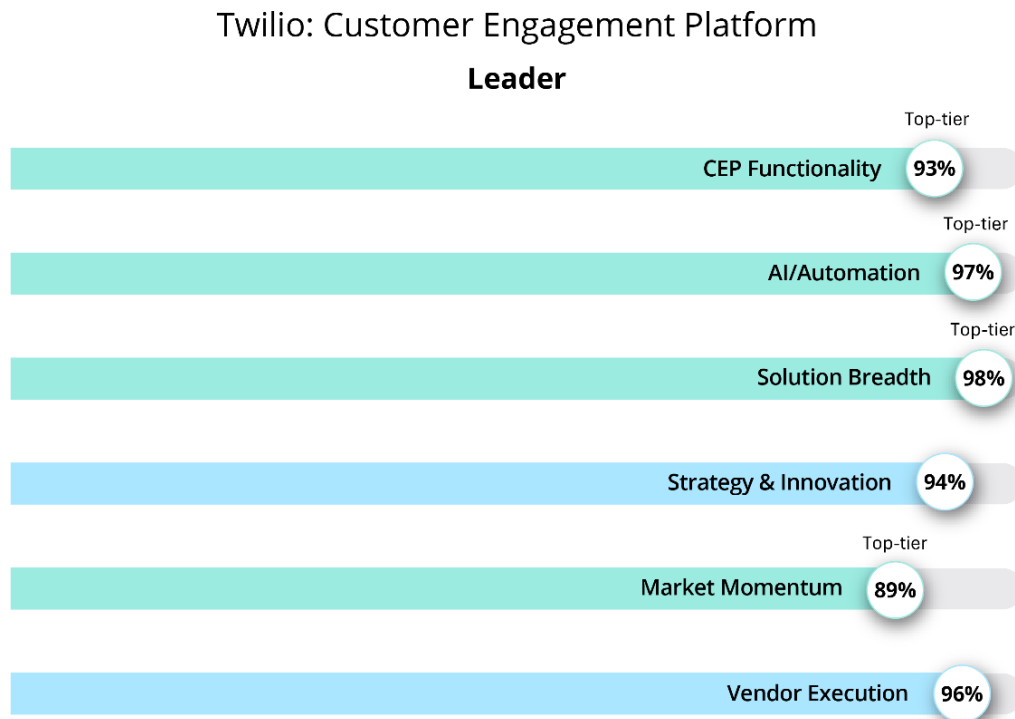 Twilio: Customer Engagement Platform
Leader
Top-tier
CEP Functionality 93%
Top-tier
AI/Automation 97%
Top-tier
Solution Breadth 98%
Strategy & Innovation 94%
Top-tier
Market Momentum 89%
Vendor Execution 96%